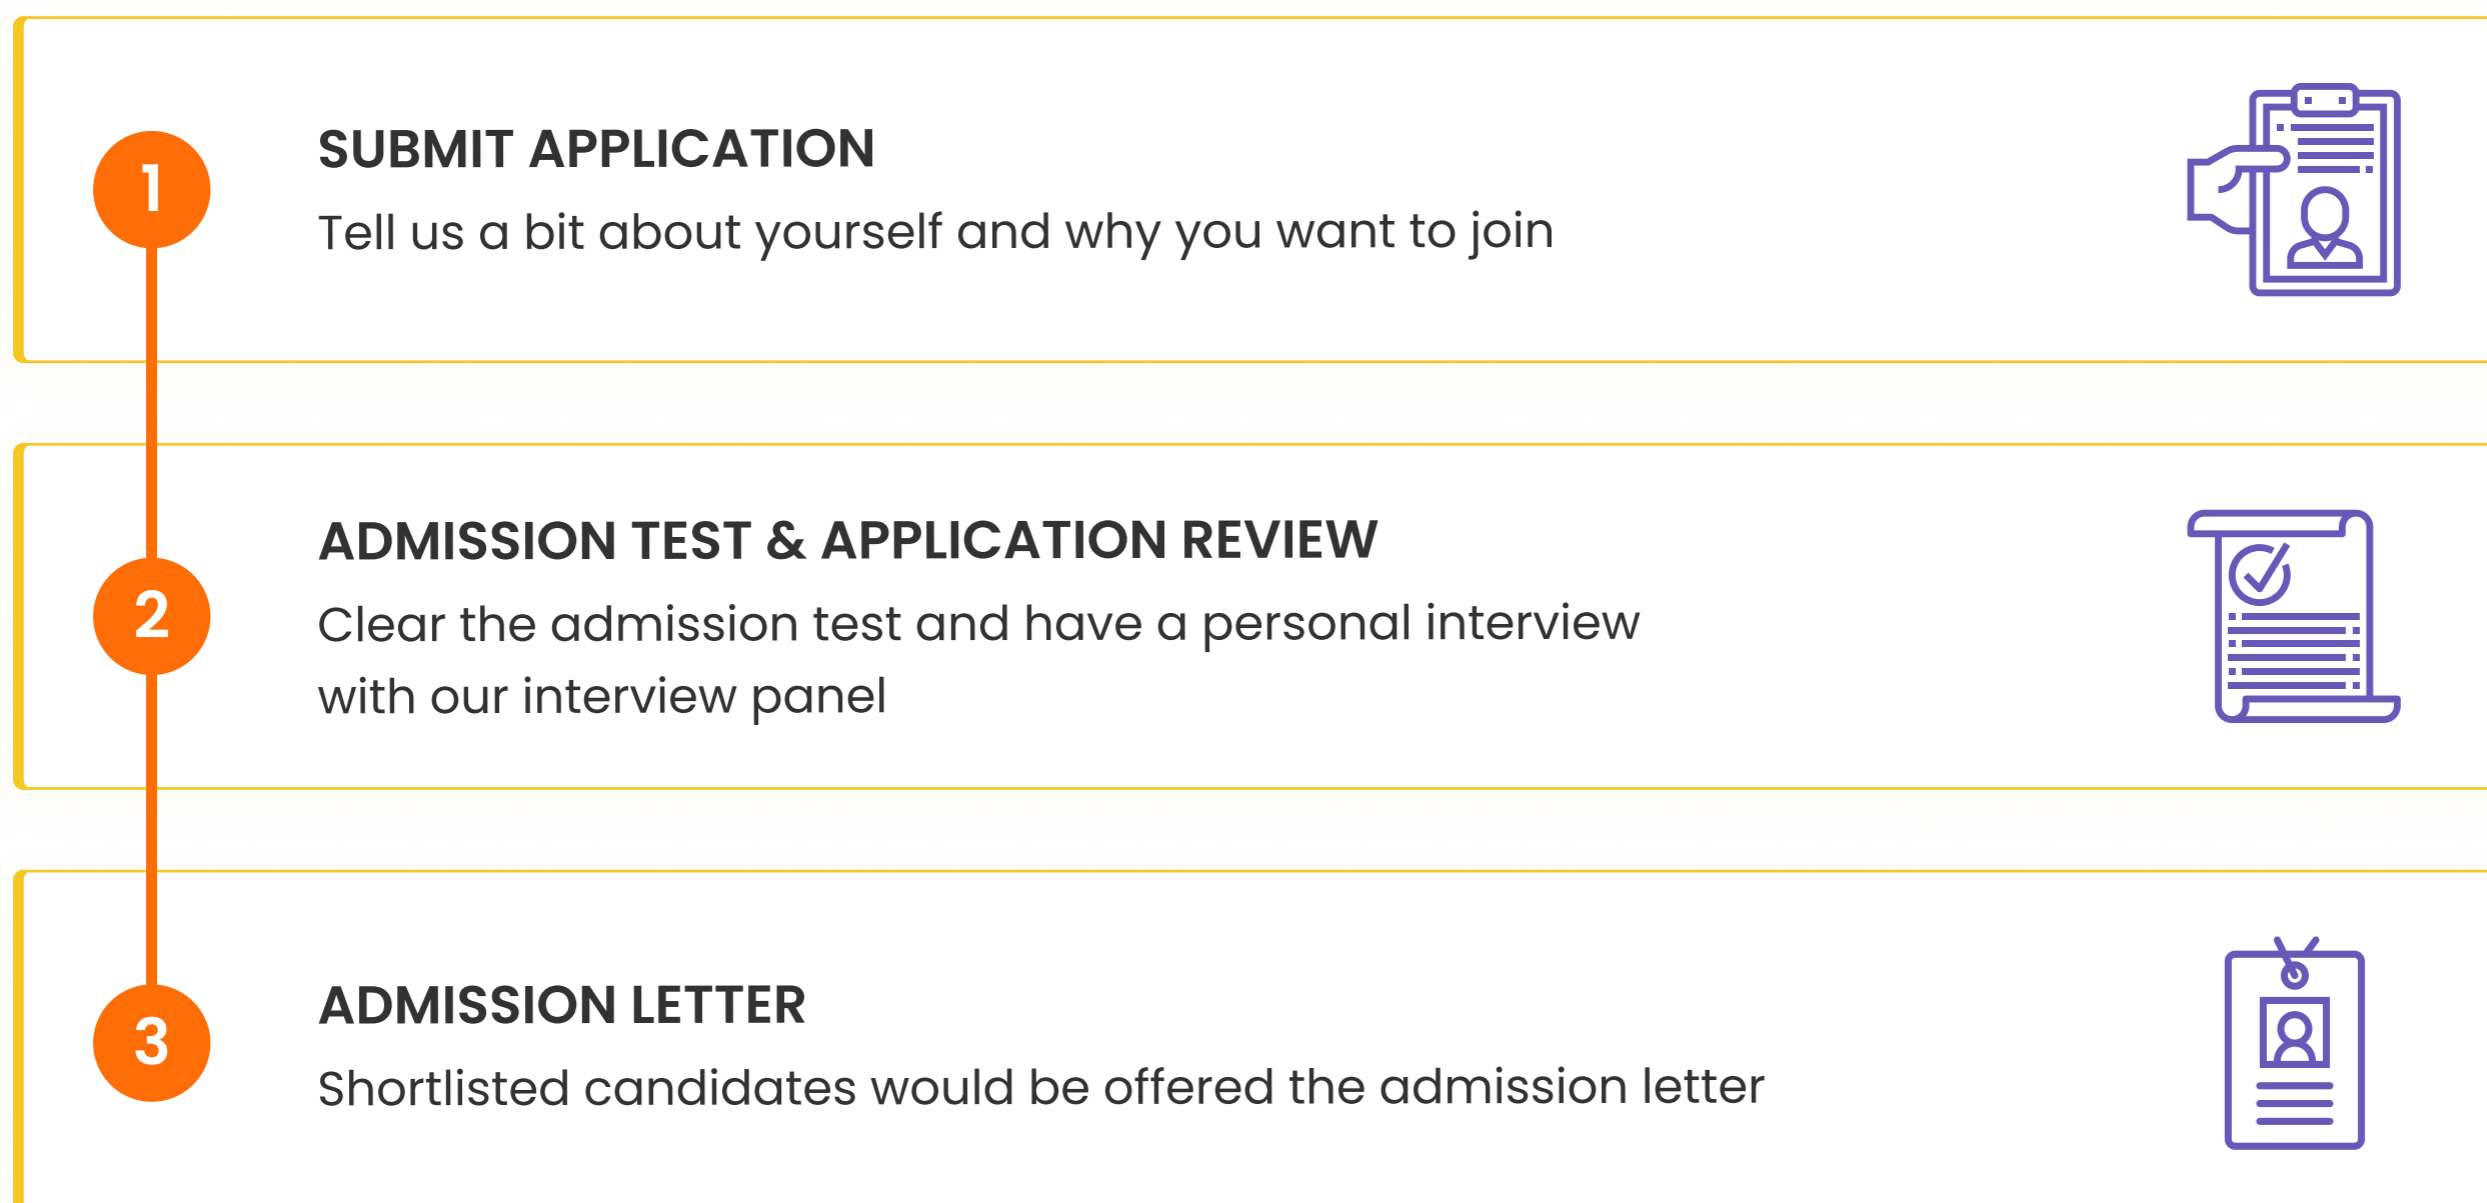 1
SUBMIT APPLICATION
Tell us a bit about yourself and why you want to join
2
ADMISSION TEST & APPLICATION REVIEW
Clear the admission test and have a personal interview
with our interview panel
3
ADMISSION LETTER
Shortlisted candidates would be offered the admission letter